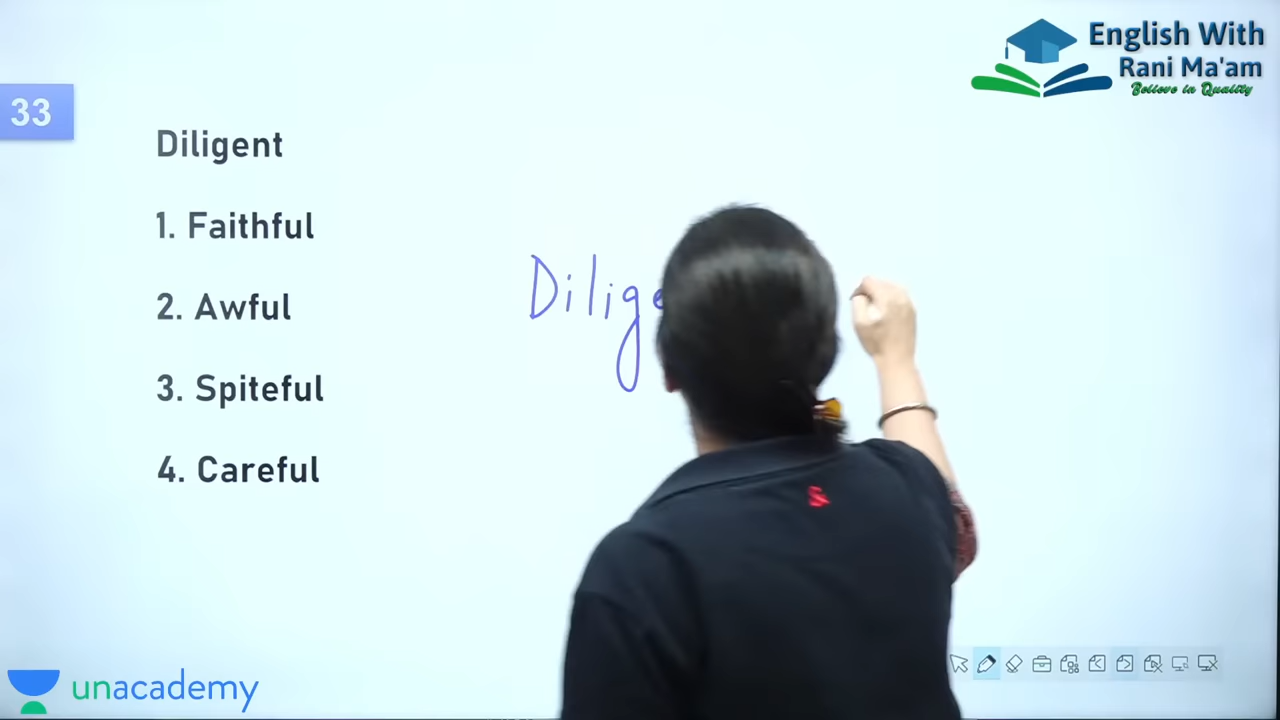 English With
Rani Ma'am
Believe in Quality
33
Diligent
1. Faithful
2. Awful
3. Spiteful
4. Careful
unacademy